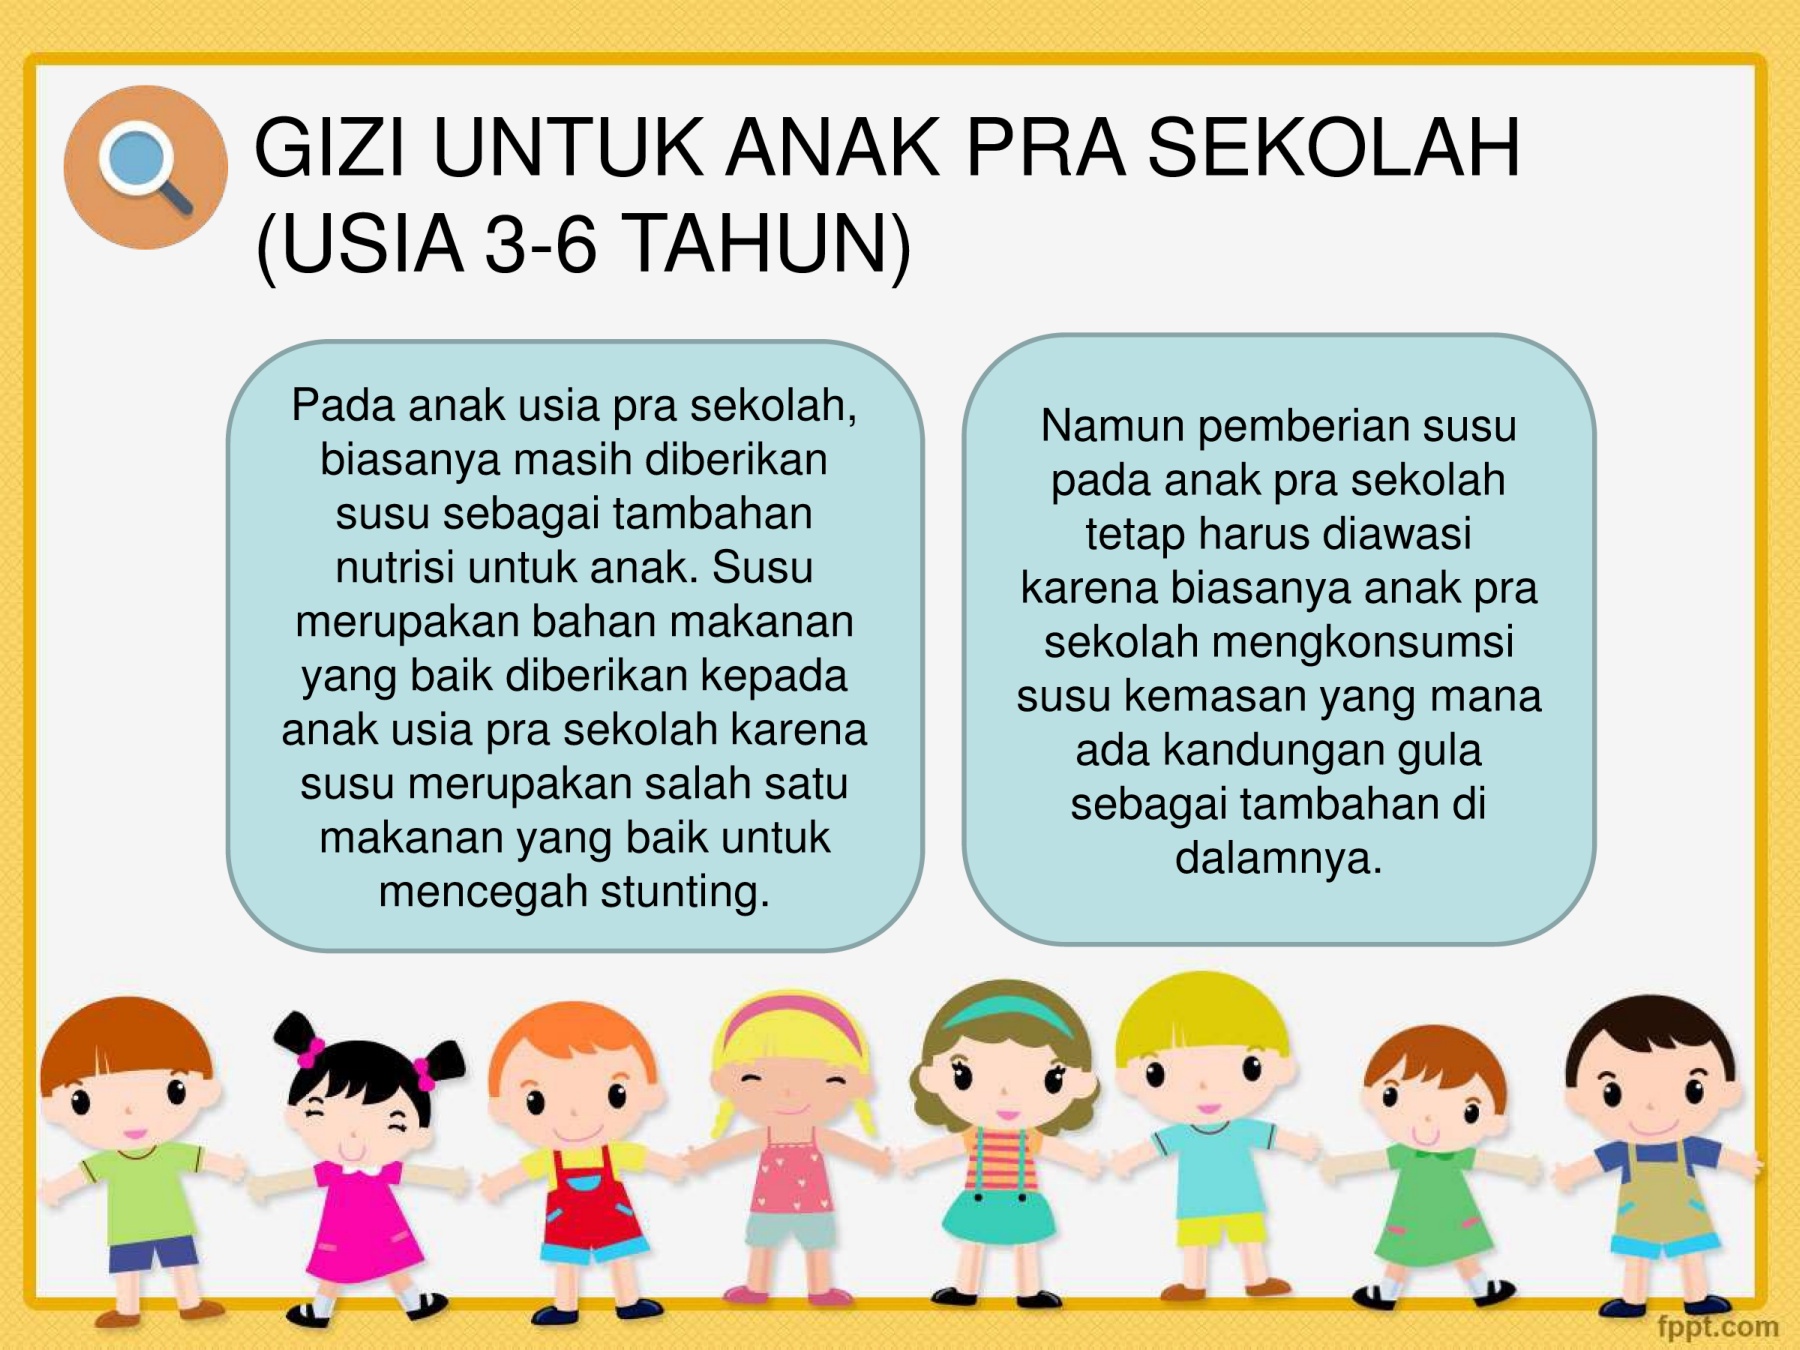 GIZI UNTUK ANAK PRA SEKOLAH
(USIA 3-6 TAHUN)
Pada anak usia pra sekolah,
biasanya masih diberikan
susu sebagai tambahan
nutrisi untuk anak. Susu
merupakan bahan makanan
yang baik diberikan kepada
anak usia pra sekolah karena
susu merupakan salah satu
makanan yang baik untuk
mencegah stunting.
Namun pemberian susu
pada anak pra sekolah
tetap harus diawasi
karena biasanya anak pra
sekolah mengkonsumsi
susu kemasan yang mana
ada kandungan gula
sebagai tambahan di
dalamnya.
fppt.com